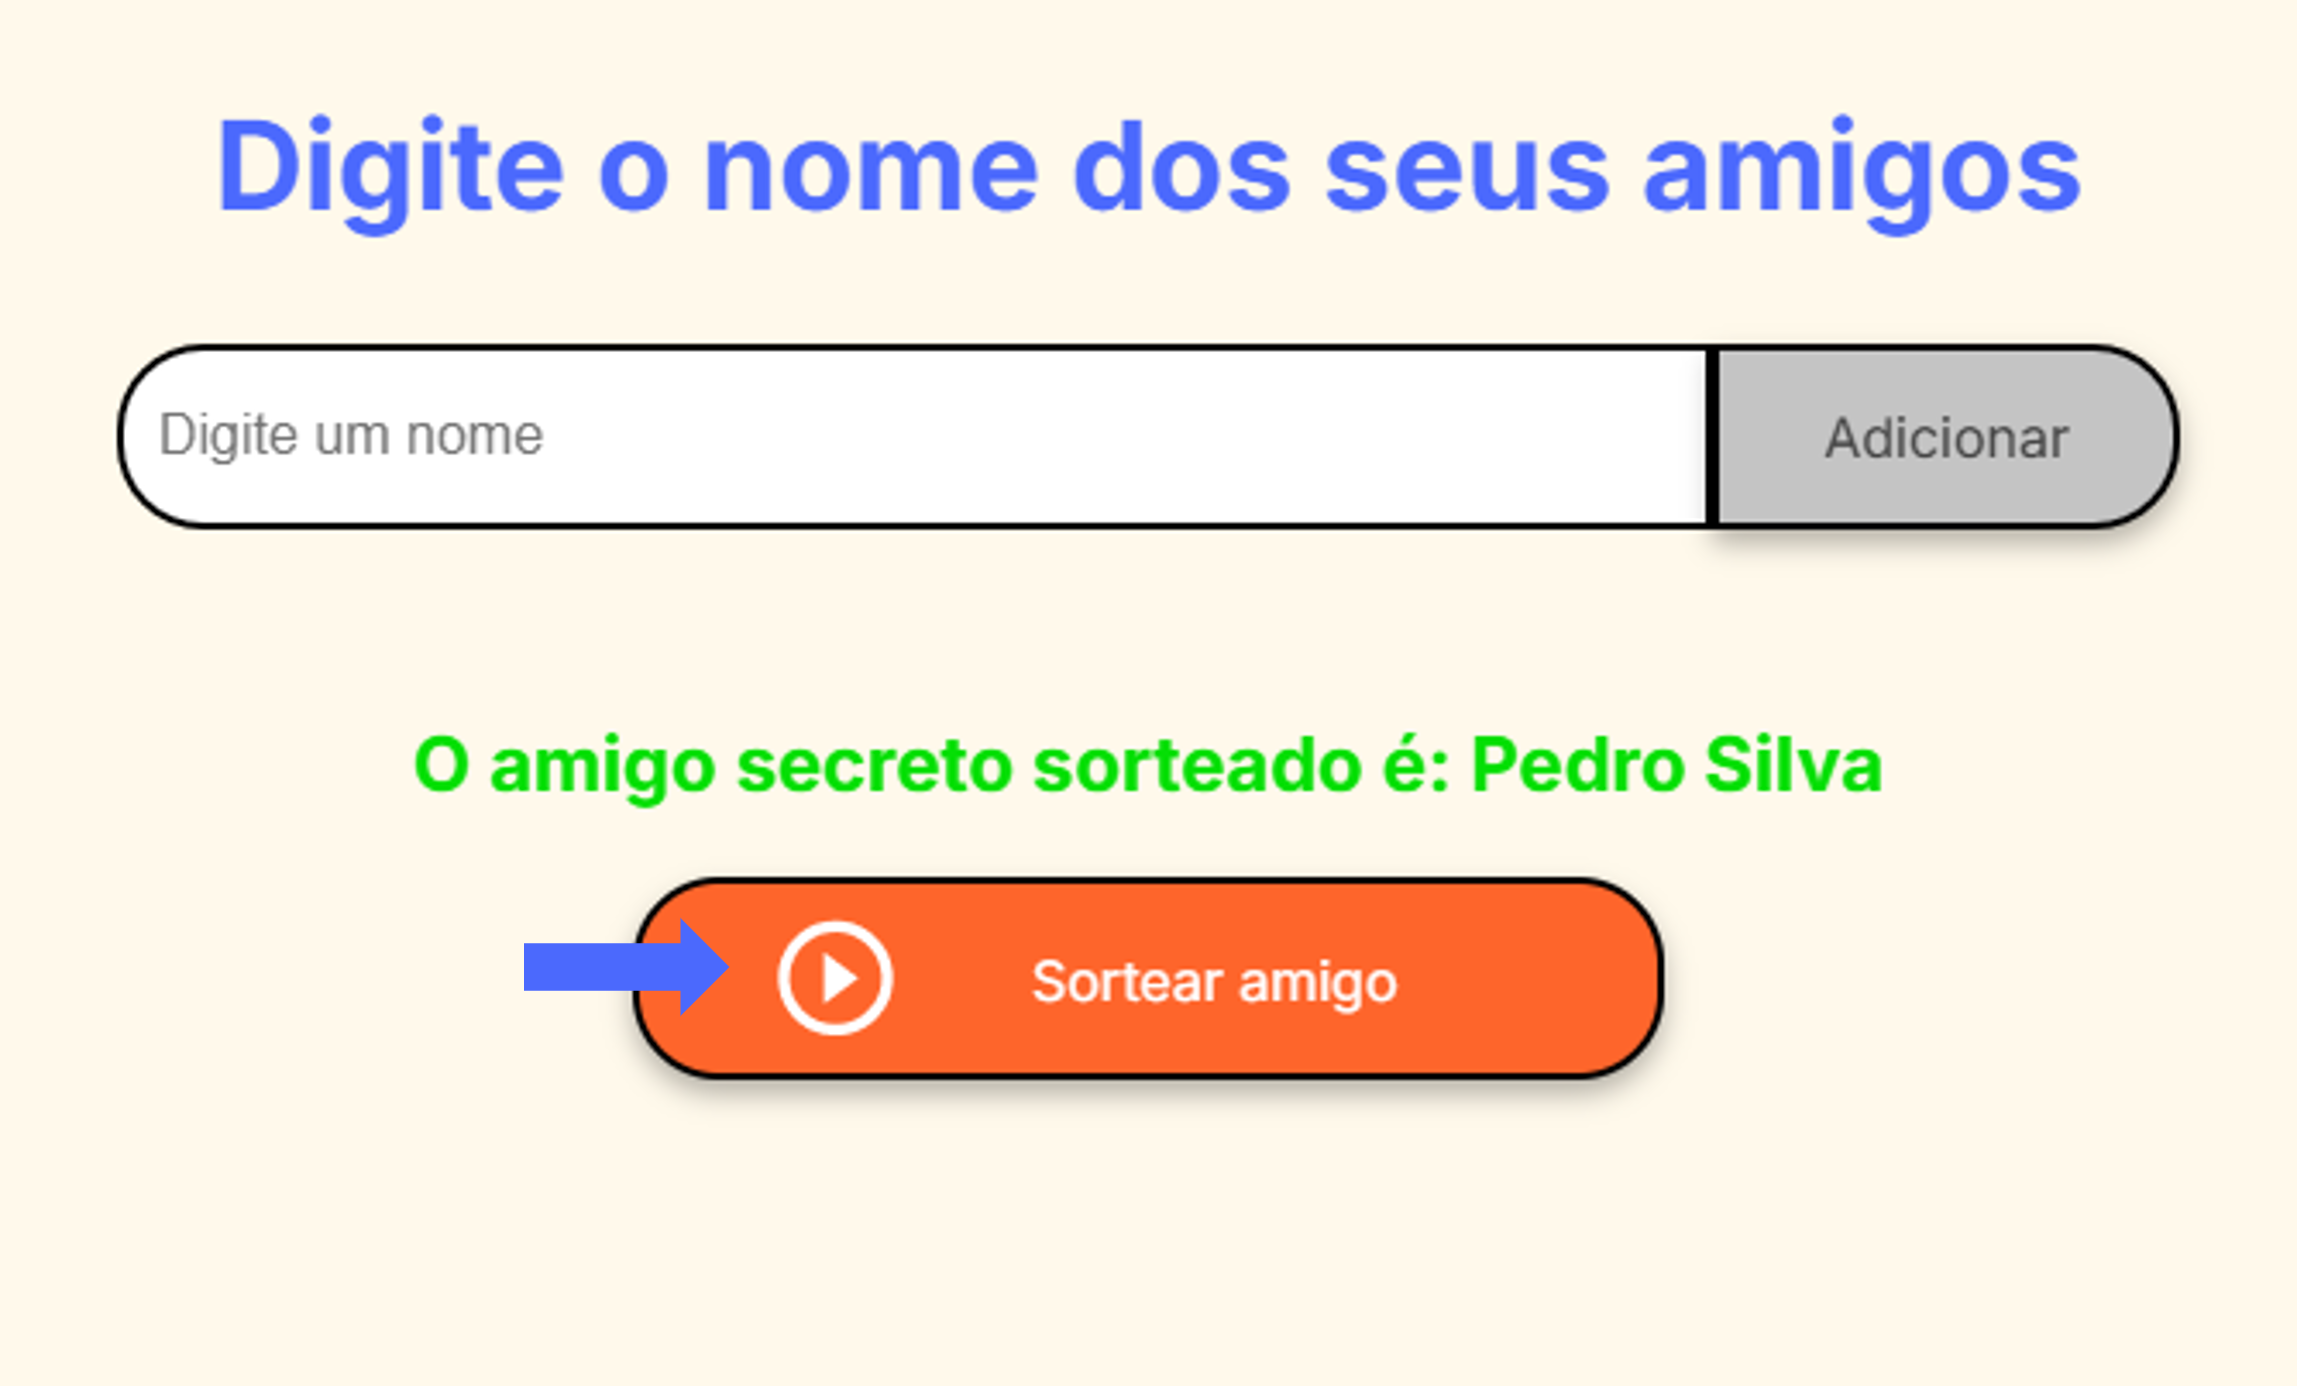 Digite o nome dos seus amigos
Digite um nome
Adicionar
O amigo secreto sorteado é: Pedro Silva
Sortear amigo